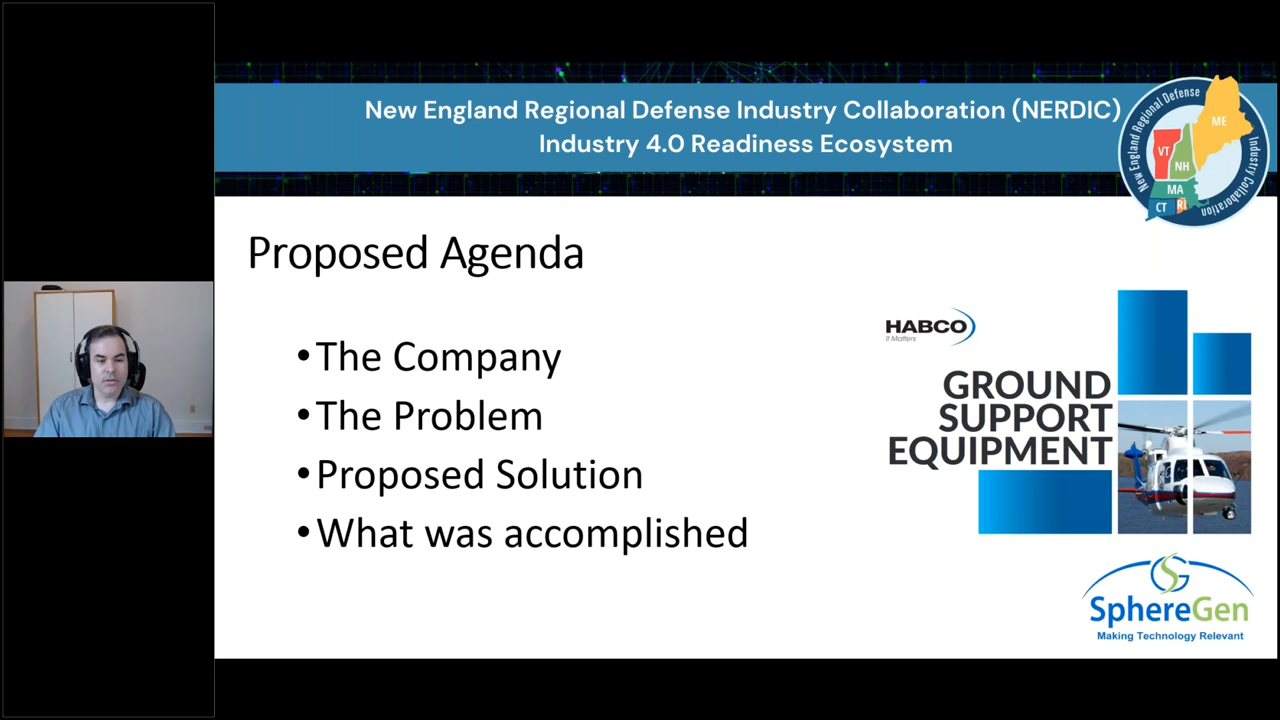 New England Regional Defense Industry Collaboration (NERDIC)
Industry 4.0 Readiness Ecosystem
New England Regional Defense
Industry Collaboration
ME
VT
NH
MA
CT
RI
Proposed Agenda
•The Company
•The Problem
•Proposed Solution
•What was accomplished
HABCO
It Matters
GROUND
SUPPORT
EQUIPMENT
SG
SphereGen
Making Technology Relevant